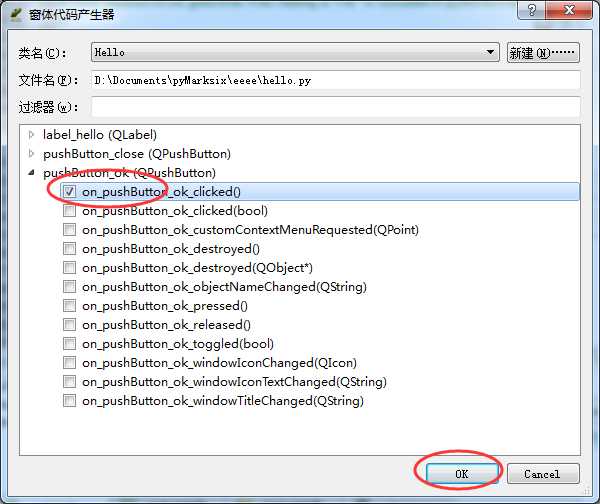 窗体代码产生器
类名(C): Hello 新建(N)······
文件名(F): D:\Documents\pyMarksix\eeee\hello.py
过滤器(w):
label_hello (QLabel)
pushButton_close (QPushButton)
pushButton_ok (QPushButton)
on_pushButton_ok_clicked()
on_pushButton_ok_clicked(bool)
on_pushButton_ok_customContextMenuRequested(QPoint)
on_pushButton_ok_destroyed()
on_pushButton_ok_destroyed(QObject*)
on_pushButton_ok_objectNameChanged(QString)
on_pushButton_ok_pressed()
on_pushButton_ok_released()
on_pushButton_ok_toggled(bool)
on_pushButton_ok_windowIconChanged(QIcon)
on_pushButton_ok_windowIconTextChanged(QString)
on_pushButton_ok_windowTitleChanged(QString)
OK Cancel